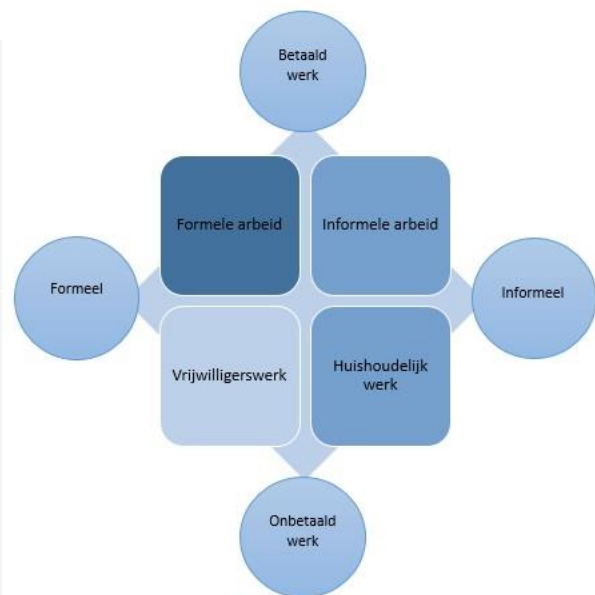 Betaald
werk
Formele arbeid
Informele arbeid
Formeel
Informeel
Vrijwilligerswerk
Huishoudelijk
werk
Onbetaald
werk